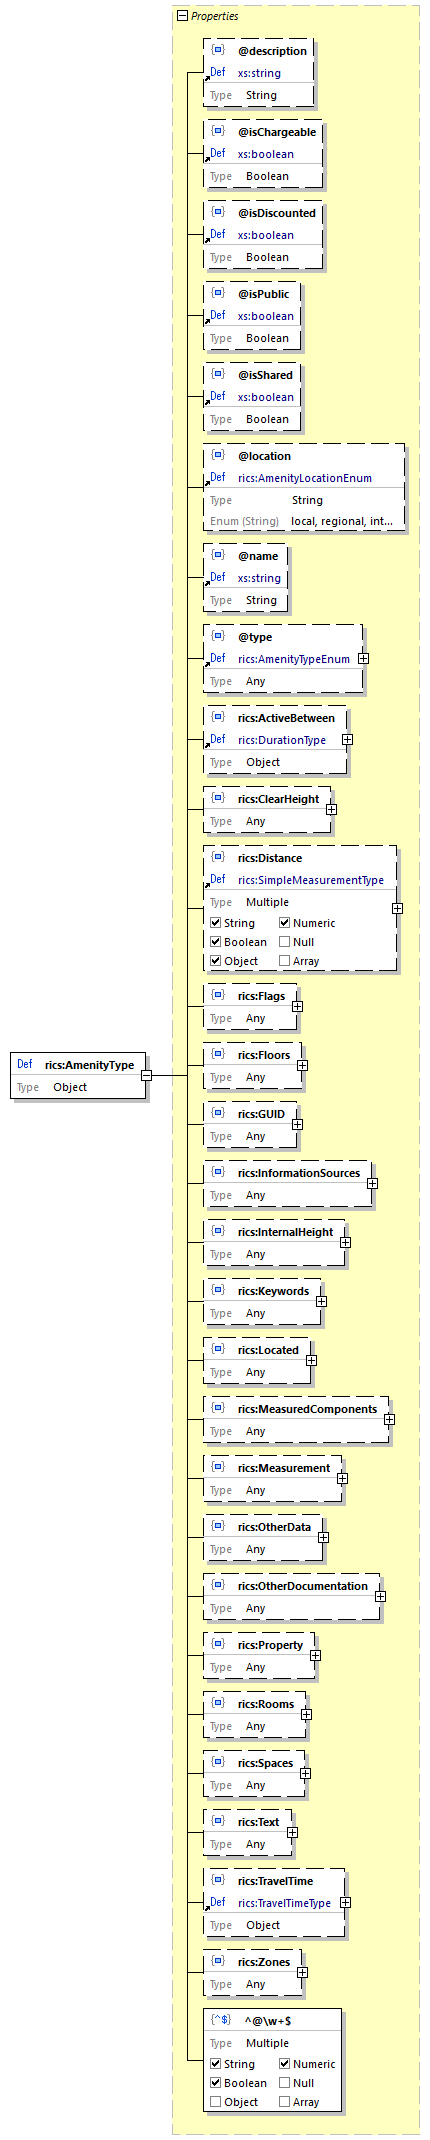 Properties
@description
Def xs:string
Type String
@isChargeable
Def xs:boolean
Type Boolean
@isDiscounted
Def xs:boolean
Type Boolean
@isPublic
Def xs:boolean
Type Boolean
@isShared
Def xs:boolean
Type Boolean
@location
Def rics:AmenityLocationEnum
Type String
Enum (String) local, regional, int...
@name
Def xs:string
Type String
@type
Def rics:AmenityTypeEnum
Type Any
rics:ActiveBetween
Def rics:DurationType
Type Object
rics:ClearHeight
Type Any
rics:Distance
Def rics:SimpleMeasurementType
Type Multiple
String Numeric
Boolean Null
Object Array
rics:Flags
Type Any
rics:Floors
Type Any
Def rics:AmenityType
Type Object
rics:GUID
Type Any
rics:InformationSources
Type Any
rics:InternalHeight
Type Any
rics:Keywords
Type Any
rics:Located
Type Any
rics:MeasuredComponents
Type Any
rics:Measurement
Type Any
rics:OtherData
Type Any
rics:OtherDocumentation
Type Any
rics:Property
Type Any
rics:Rooms
Type Any
rics:Spaces
Type Any
rics:Text
Type Any
rics:TravelTime
Def rics:TravelTimeType
Type Object
rics:Zones
Type Any
{^$} ^@\w+$
Type Multiple
String Numeric
Boolean Null
Object Array